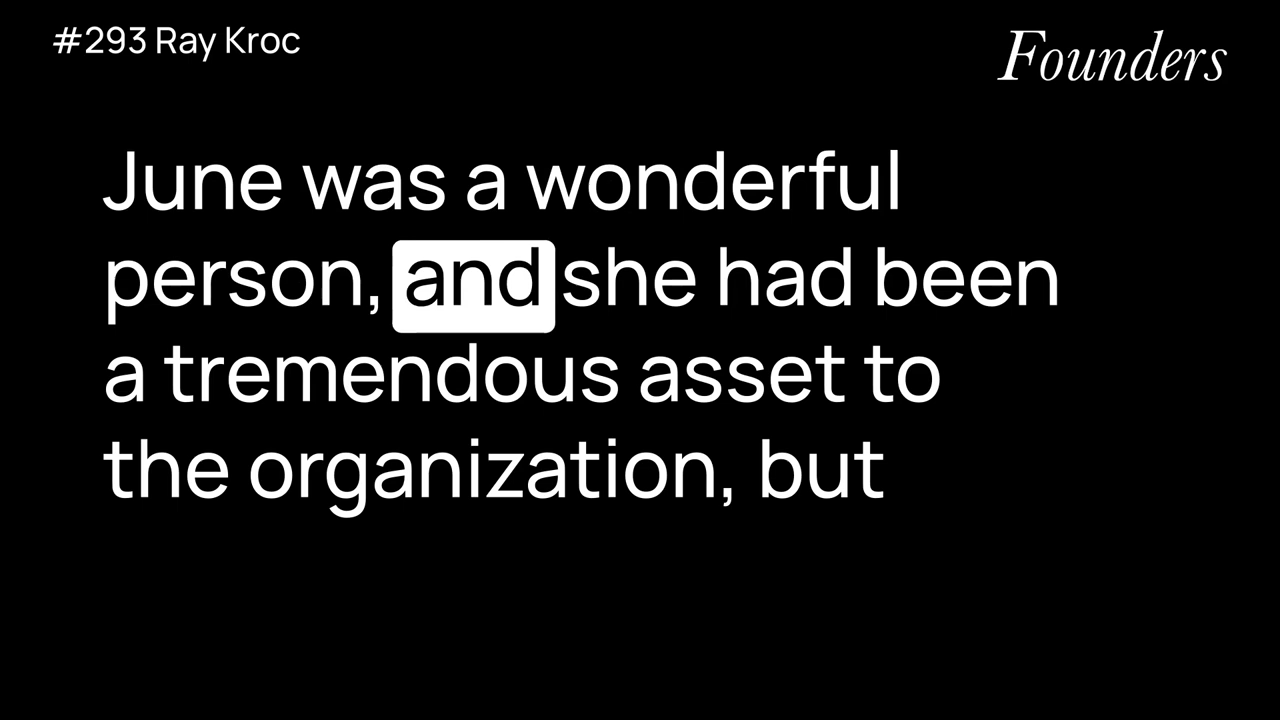 #293 Ray Kroc
Founders
June was a wonderful
person, and she had been
a tremendous asset to
the organization, but